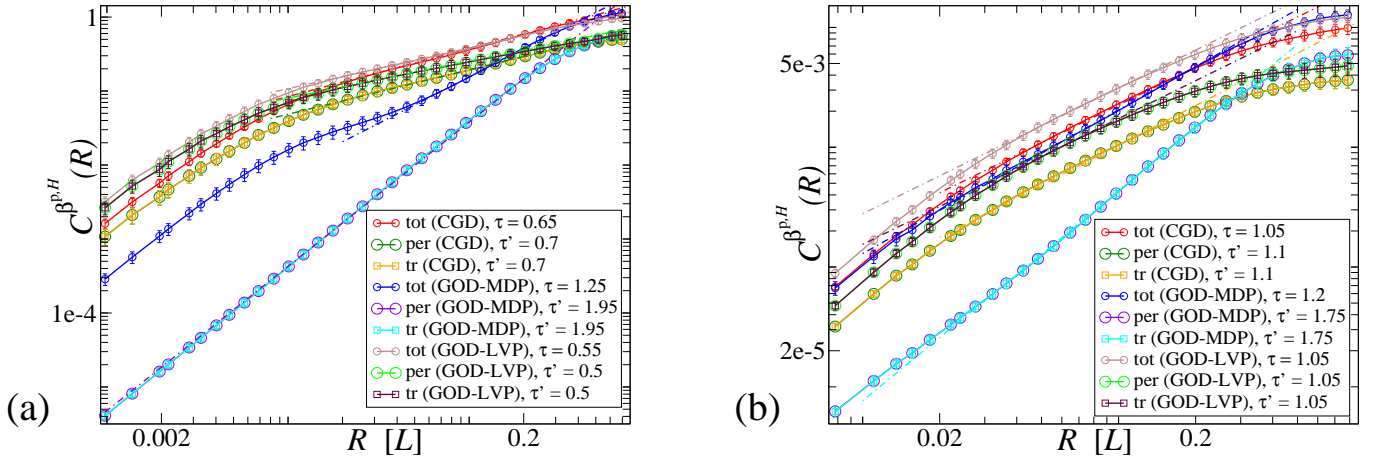 (a)
C^β^p,H (R)
1
1e-4
tot (CGD), τ = 0.65
per (CGD), τ' = 0.7
tr (CGD), τ' = 0.7
tot (GOD-MDP), τ = 1.25
per (GOD-MDP), τ' = 1.95
tr (GOD-MDP), τ' = 1.95
tot (GOD-LVP), τ = 0.55
per (GOD-LVP), τ' = 0.5
tr (GOD-LVP), τ' = 0.5
0.002
R [L]
0.2
(b)
C^β^p,H (R)
5e-3
2e-5
tot (CGD), τ = 1.05
per (CGD), τ' = 1.1
tr (CGD), τ' = 1.1
tot (GOD-MDP), τ = 1.2
per (GOD-MDP), τ' = 1.75
tr (GOD-MDP), τ' = 1.75
tot (GOD-LVP), τ = 1.05
per (GOD-LVP), τ' = 1.05
tr (GOD-LVP), τ' = 1.05
0.02
R [L]
0.2